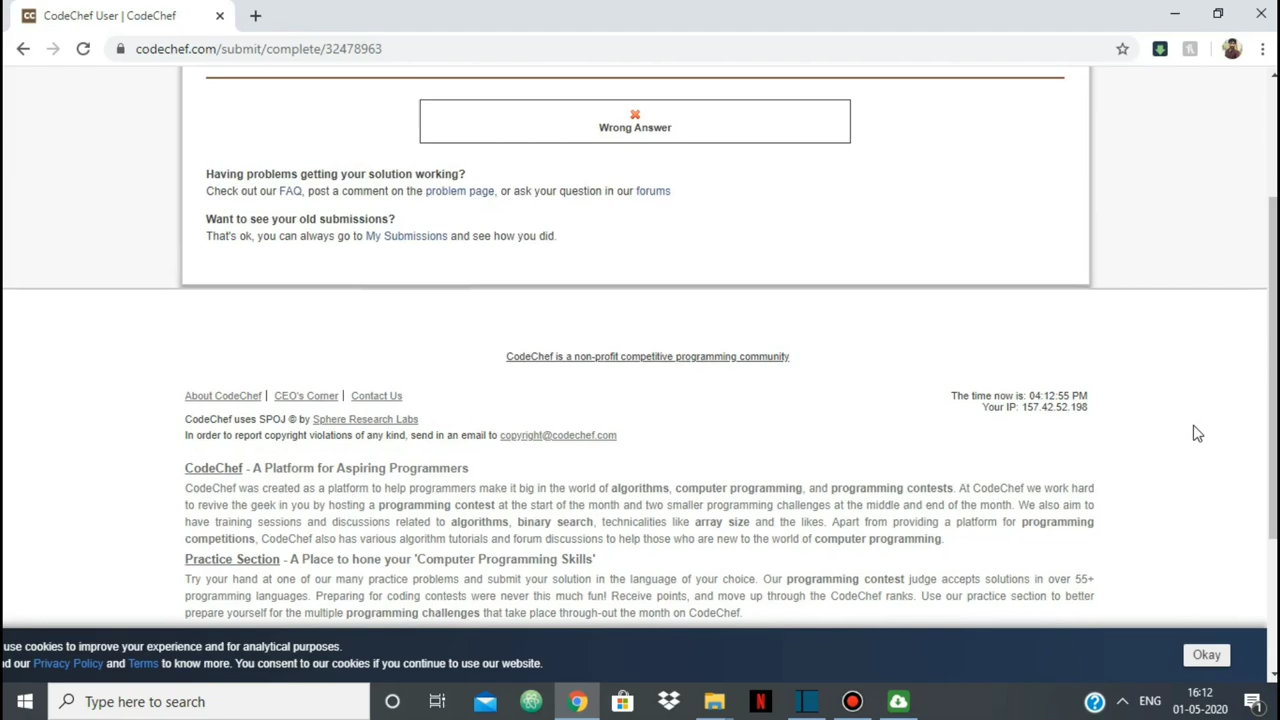 CodeChef User | CodeChef
codechef.com/submit/complete/32478963
Wrong Answer
Having problems getting your solution working?
Check out our FAQ, post a comment on the problem page, or ask your question in our forums
Want to see your old submissions?
That's ok, you can always go to My Submissions and see how you did.
CodeChef is a non-profit competitive programming community
About CodeChef | CEO's Corner | Contact Us
The time now is: 04:12:55 PM
Your IP: 157.42.52.198
CodeChef uses SPOJ © by Sphere Research Labs
In order to report copyright violations of any kind, send in an email to copyright@codechef.com
CodeChef - A Platform for Aspiring Programmers
CodeChef was created as a platform to help programmers make it big in the world of algorithms, computer programming, and programming contests. At CodeChef we work hard
to revive the geek in you by hosting a programming contest at the start of the month and two smaller programming challenges at the middle and end of the month. We also aim to
have training sessions and discussions related to algorithms, binary search, technicalities like array size and the likes. Apart from providing a platform for programming
competitions, CodeChef also has various algorithm tutorials and forum discussions to help those who are new to the world of computer programming.
Practice Section - A Place to hone your 'Computer Programming Skills'
Try your hand at one of our many practice problems and submit your solution in the language of your choice. Our programming contest judge accepts solutions in over 55+
programming languages. Preparing for coding contests were never this much fun! Receive points, and move up through the CodeChef ranks. Use our practice section to better
prepare yourself for the multiple programming challenges that take place through-out the month on CodeChef.
use cookies to improve your experience and for analytical purposes.
d our Privacy Policy and Terms to know more. You consent to our cookies if you continue to use our website.
Okay
Type here to search
ENG
16:12
01-05-2020